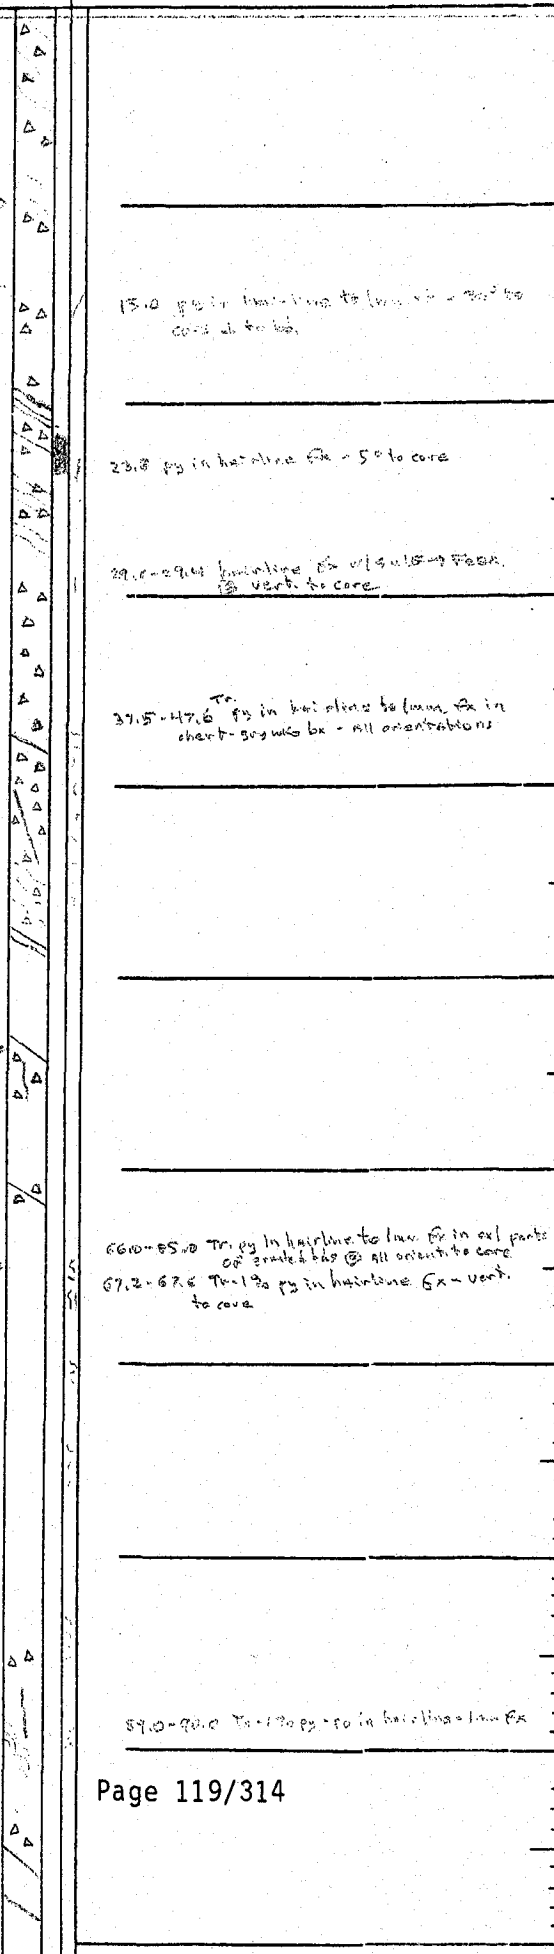 15.0 py in hairline to 1mm fx - 30° to
core
23.8 py in hairline fx - 5° to core
hairline fx w/
@ vert. to core
37.5-47.6 Tr. py in hairline to 1mm fx in
chert-grywke bx - all orientations
66.0-85.0 Tr. py in hairline to 1mm fx in parts
of @ all orient. to core
67.2-67.6 Tr-1% py in hairline fx - vert.
to core
89.0-90.0 Tr-1% py-po in hairline-1mm fx
Page 119/314